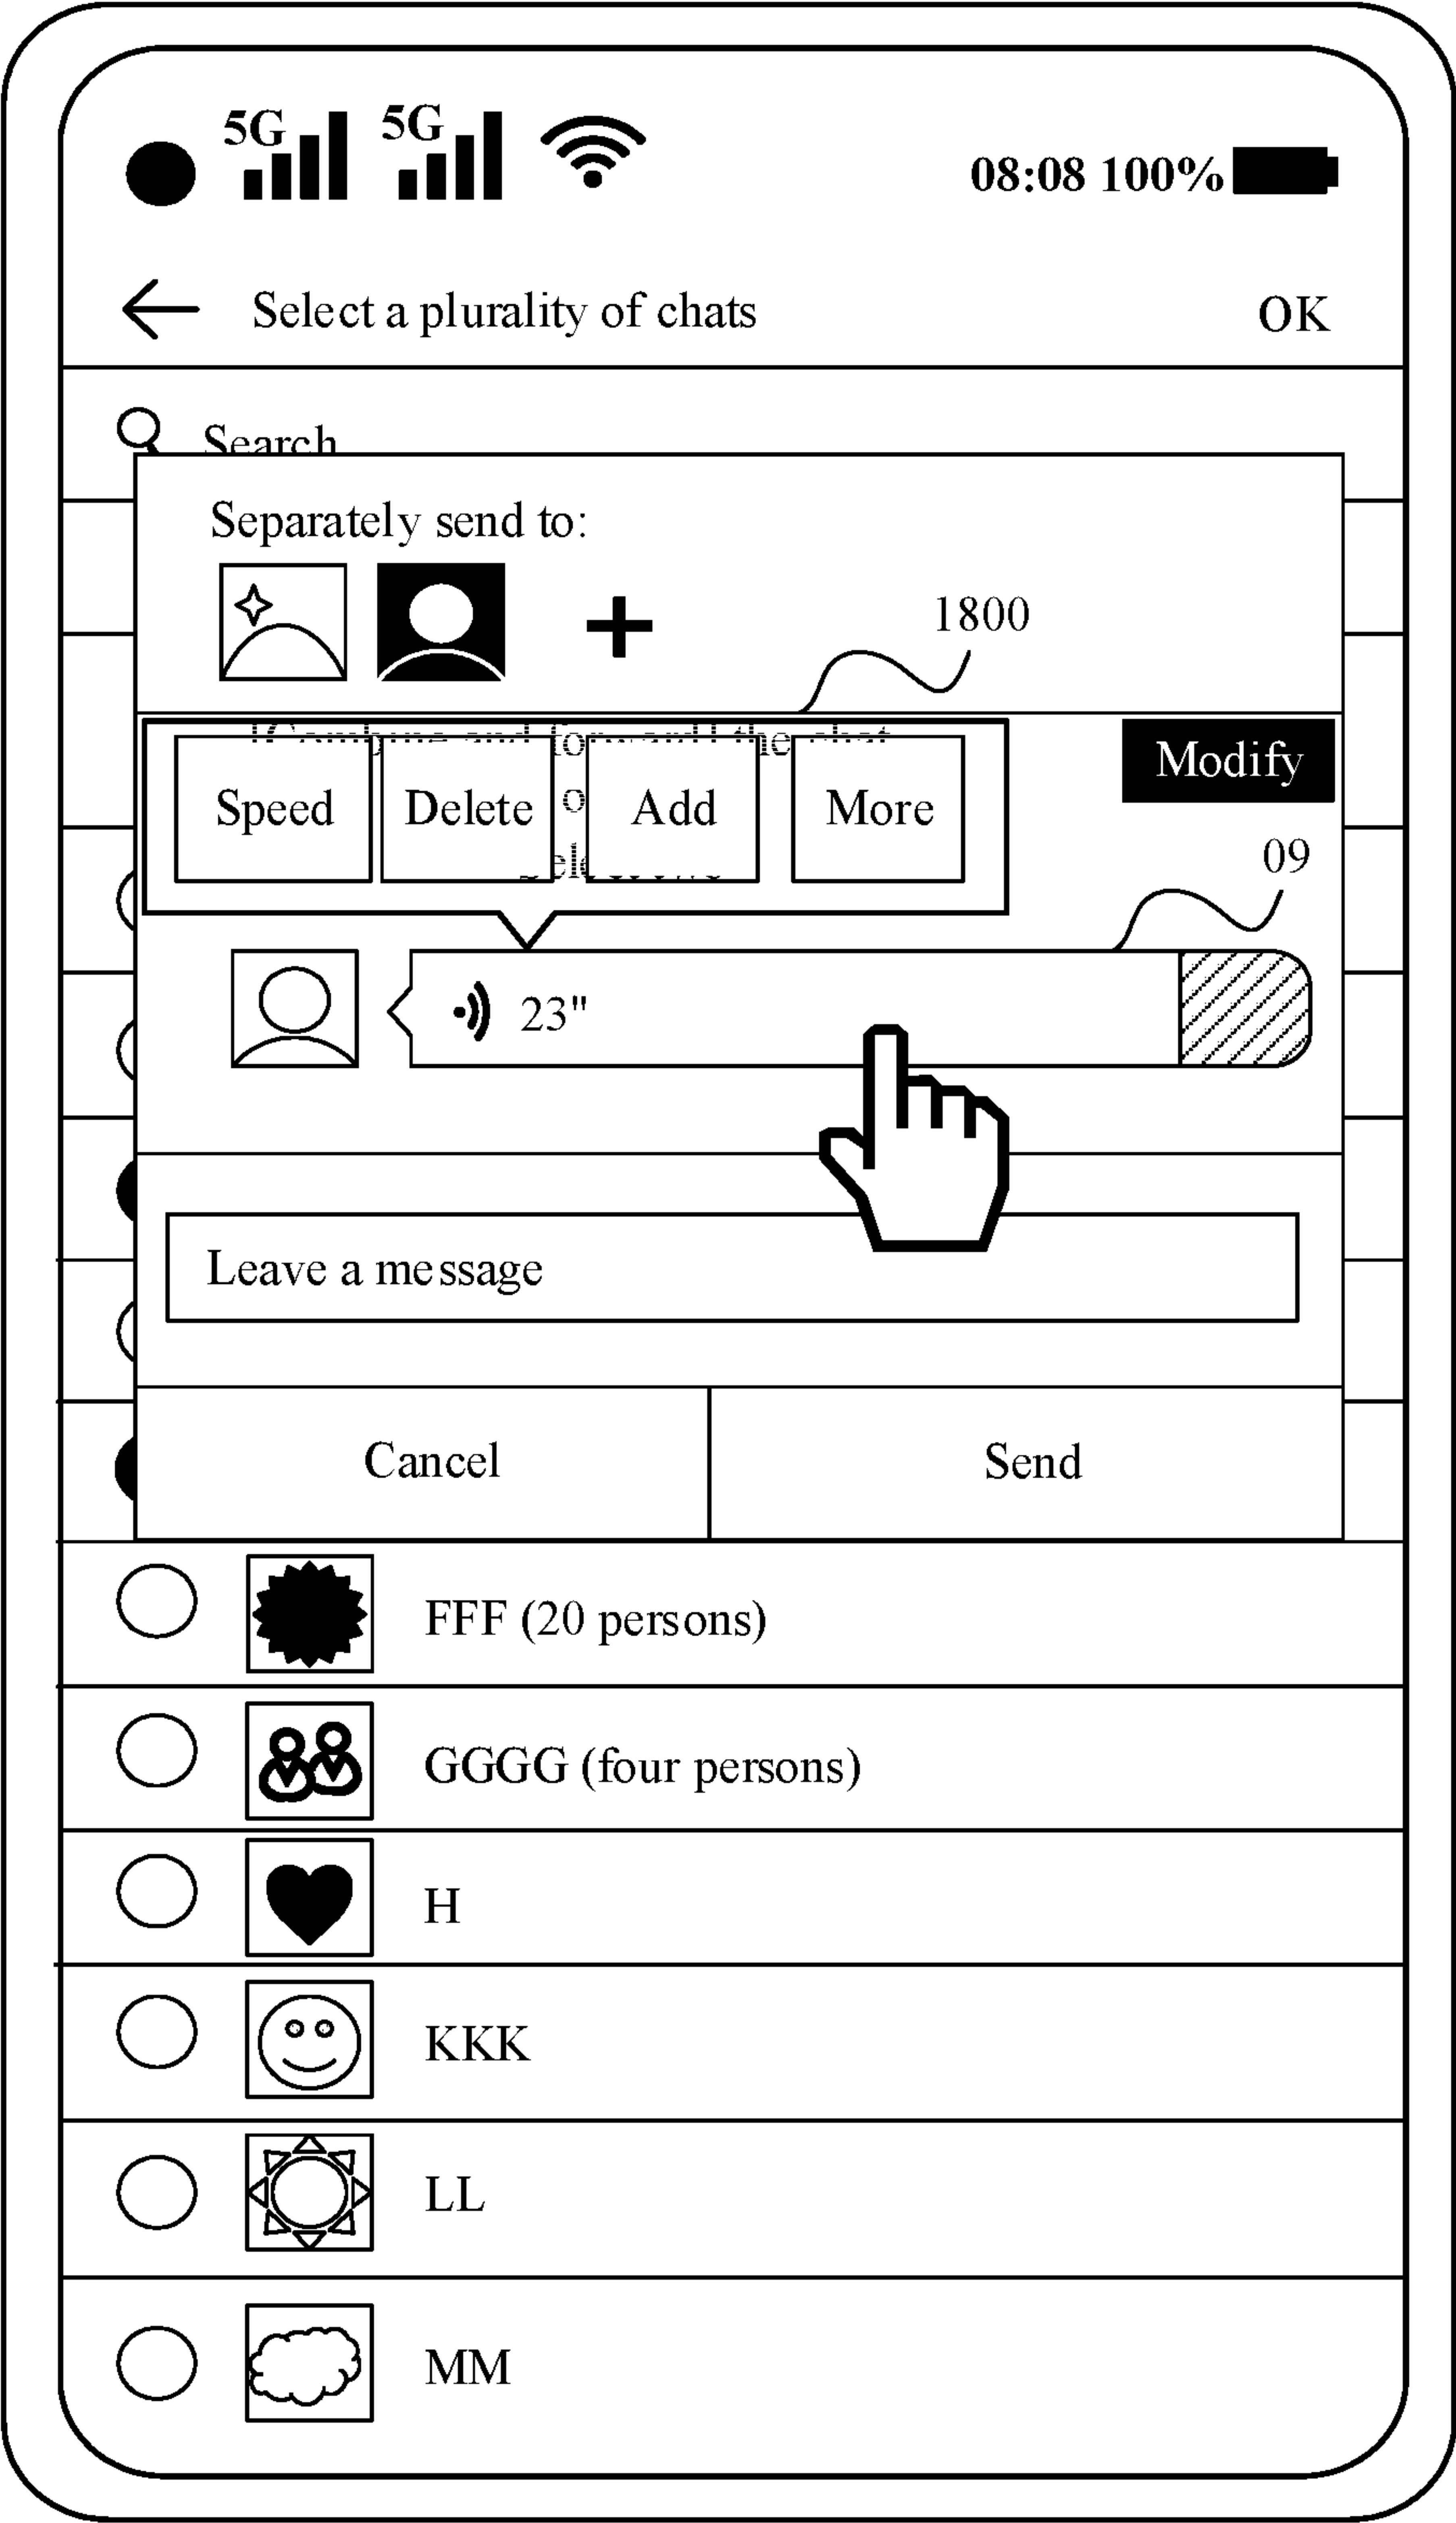 5G 5G 08:08 100%
Select a plurality of chats OK
Search
Separately send to:
1800
Modify
Speed Delete Add More
09
23"
Leave a message
Cancel Send
FFF (20 persons)
GGGG (four persons)
H
KKK
LL
MM